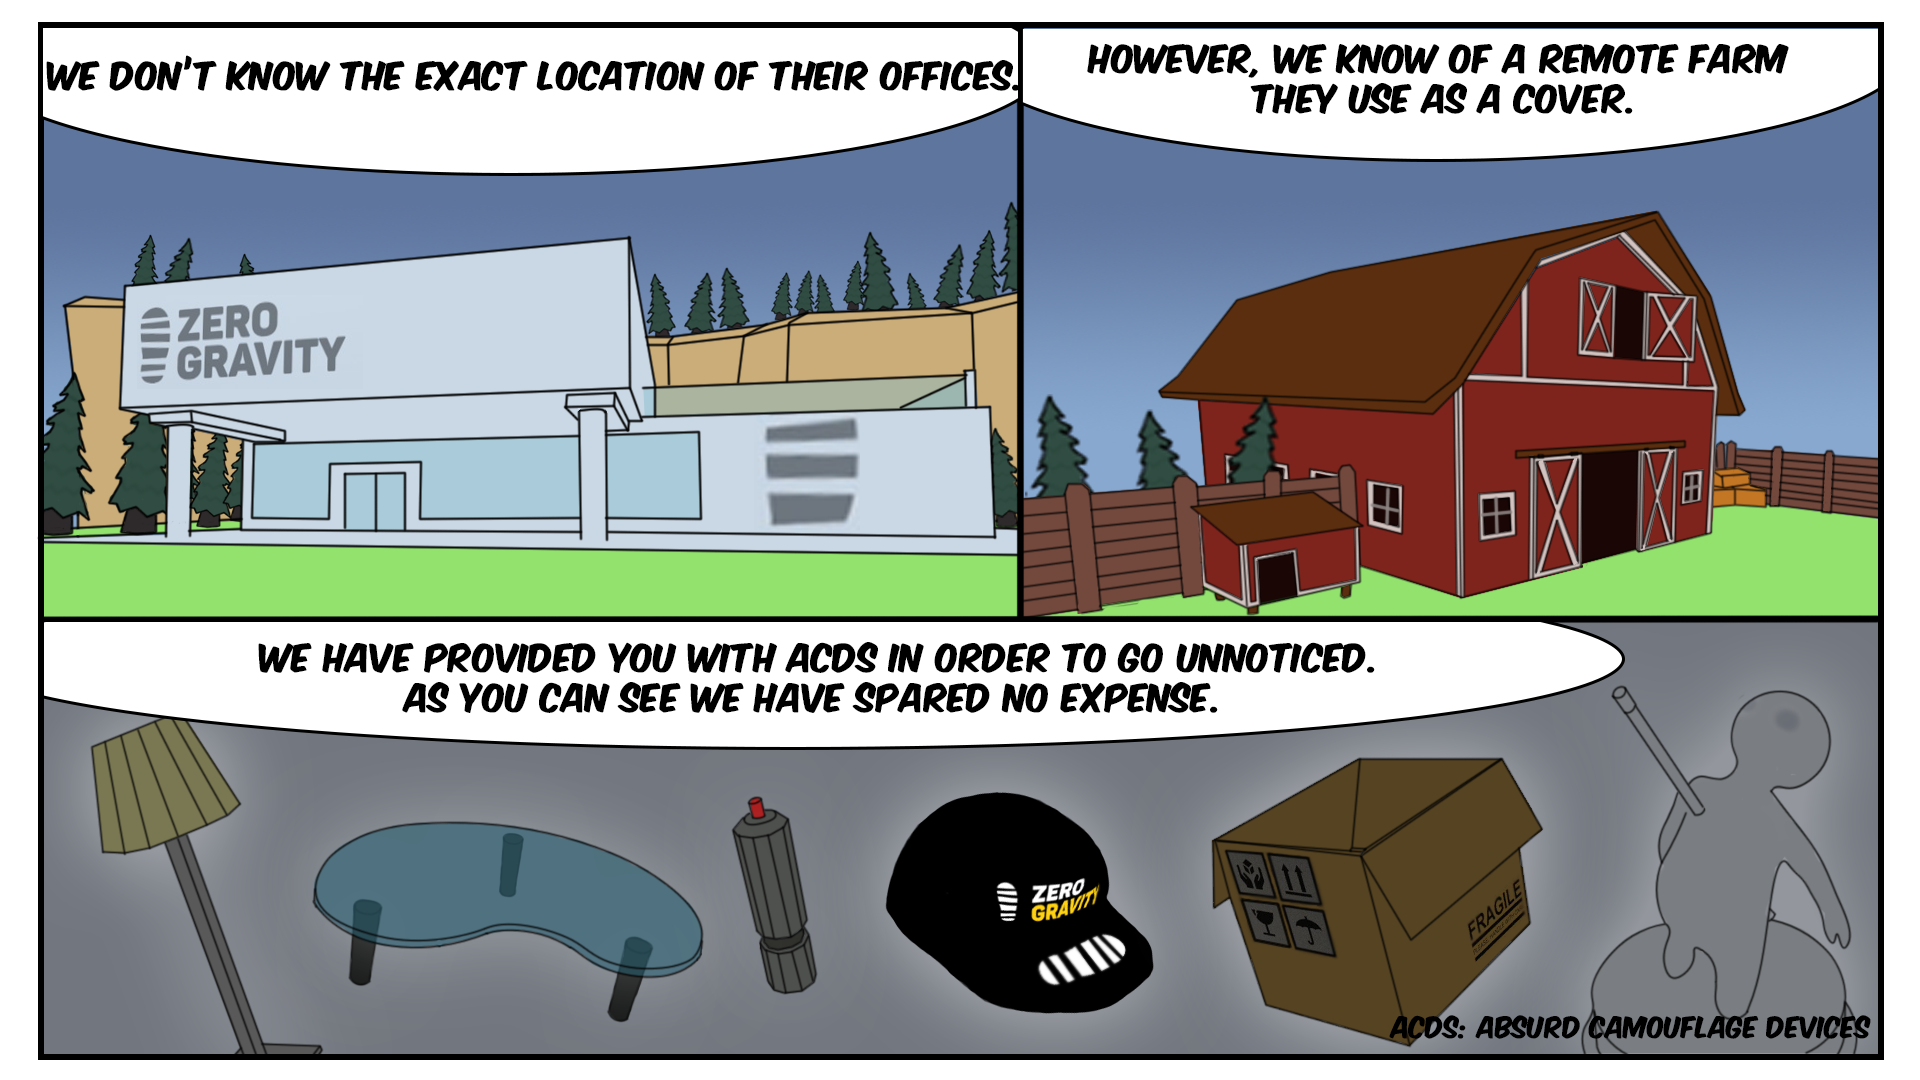 WE DON'T KNOW THE EXACT LOCATION OF THEIR OFFICES.
HOWEVER, WE KNOW OF A REMOTE FARM
THEY USE AS A COVER.
ZERO
GRAVITY
WE HAVE PROVIDED YOU WITH ACDS IN ORDER TO GO UNNOTICED.
AS YOU CAN SEE WE HAVE SPARED NO EXPENSE.
ZERO
GRAVITY
FRAGILE
ACDS: ABSURD CAMOUFLAGE DEVICES